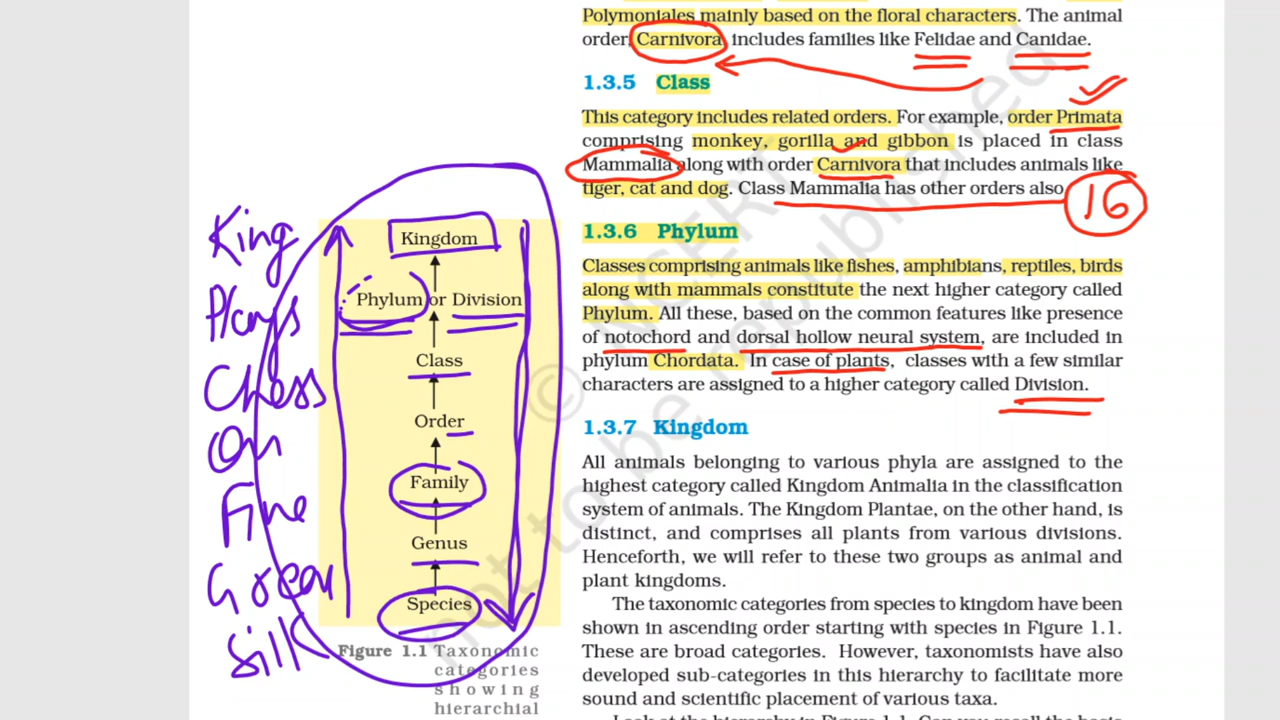 Polymoniales mainly based on the floral characters. The animal
order, Carnivora, includes families like Felidae and Canidae.
1.3.5 Class
This category includes related orders. For example, order Primata
comprising monkey, gorilla and gibbon is placed in class
Mammalia along with order Carnivora that includes animals like
tiger, cat and dog. Class Mammalia has other orders also
16
1.3.6 Phylum
Classes comprising animals like fishes, amphibians, reptiles, birds
along with mammals constitute the next higher category called
Phylum. All these, based on the common features like presence
of notochord and dorsal hollow neural system, are included in
phylum Chordata. In case of plants, classes with a few similar
characters are assigned to a higher category called Division.
1.3.7 Kingdom
All animals belonging to various phyla are assigned to the
highest category called Kingdom Animalia in the classification
system of animals. The Kingdom Plantae, on the other hand, is
distinct, and comprises all plants from various divisions.
Henceforth, we will refer to these two groups as animal and
plant kingdoms.
The taxonomic categories from species to kingdom have been
shown in ascending order starting with species in Figure 1.1.
These are broad categories. However, taxonomists have also
developed sub-categories in this hierarchy to facilitate more
sound and scientific placement of various taxa.
King
Plays
Chess
On
Fine
Green
Silk
Kingdom
Phylum or Division
Class
Order
Family
Genus
Species
Figure 1.1 Taxonomic
categories
showing
hierarchial
© NCERT
not to be republished